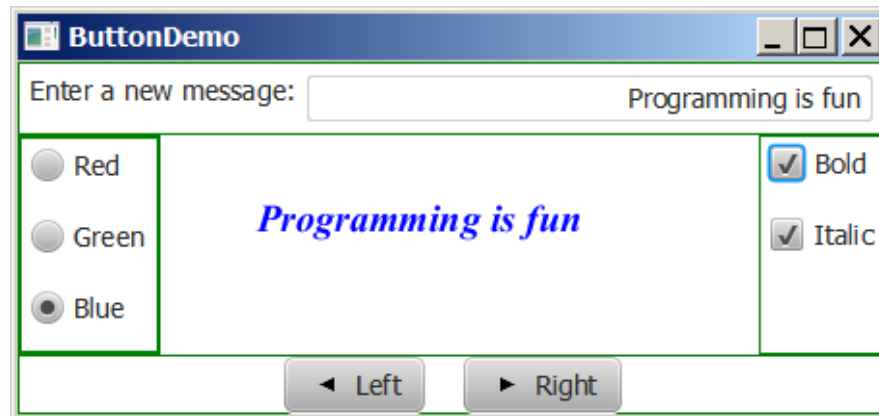 ButtonDemo
Enter a new message: Programming is fun
Red
Green
Blue
Programming is fun
Bold
Italic
Left
Right